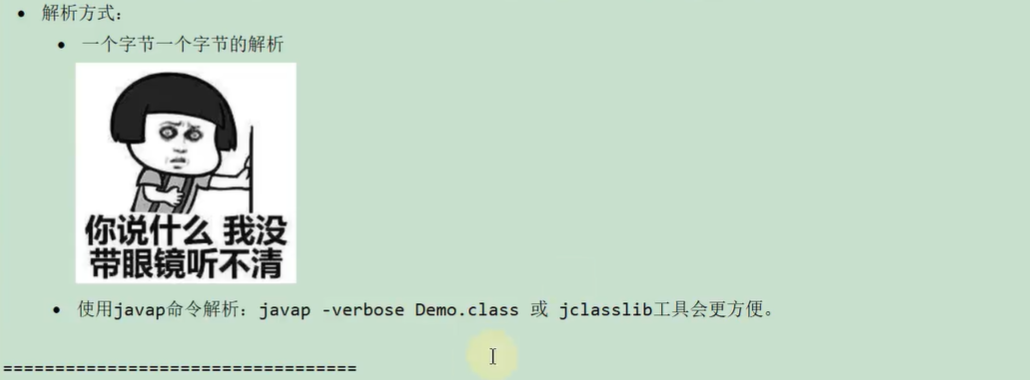 • 解析方式：
• 一个字节一个字节的解析
你说什么 我没
带眼镜听不清
• 使用javap命令解析：javap -verbose Demo.class 或 jclasslib工具会更方便。
==================================